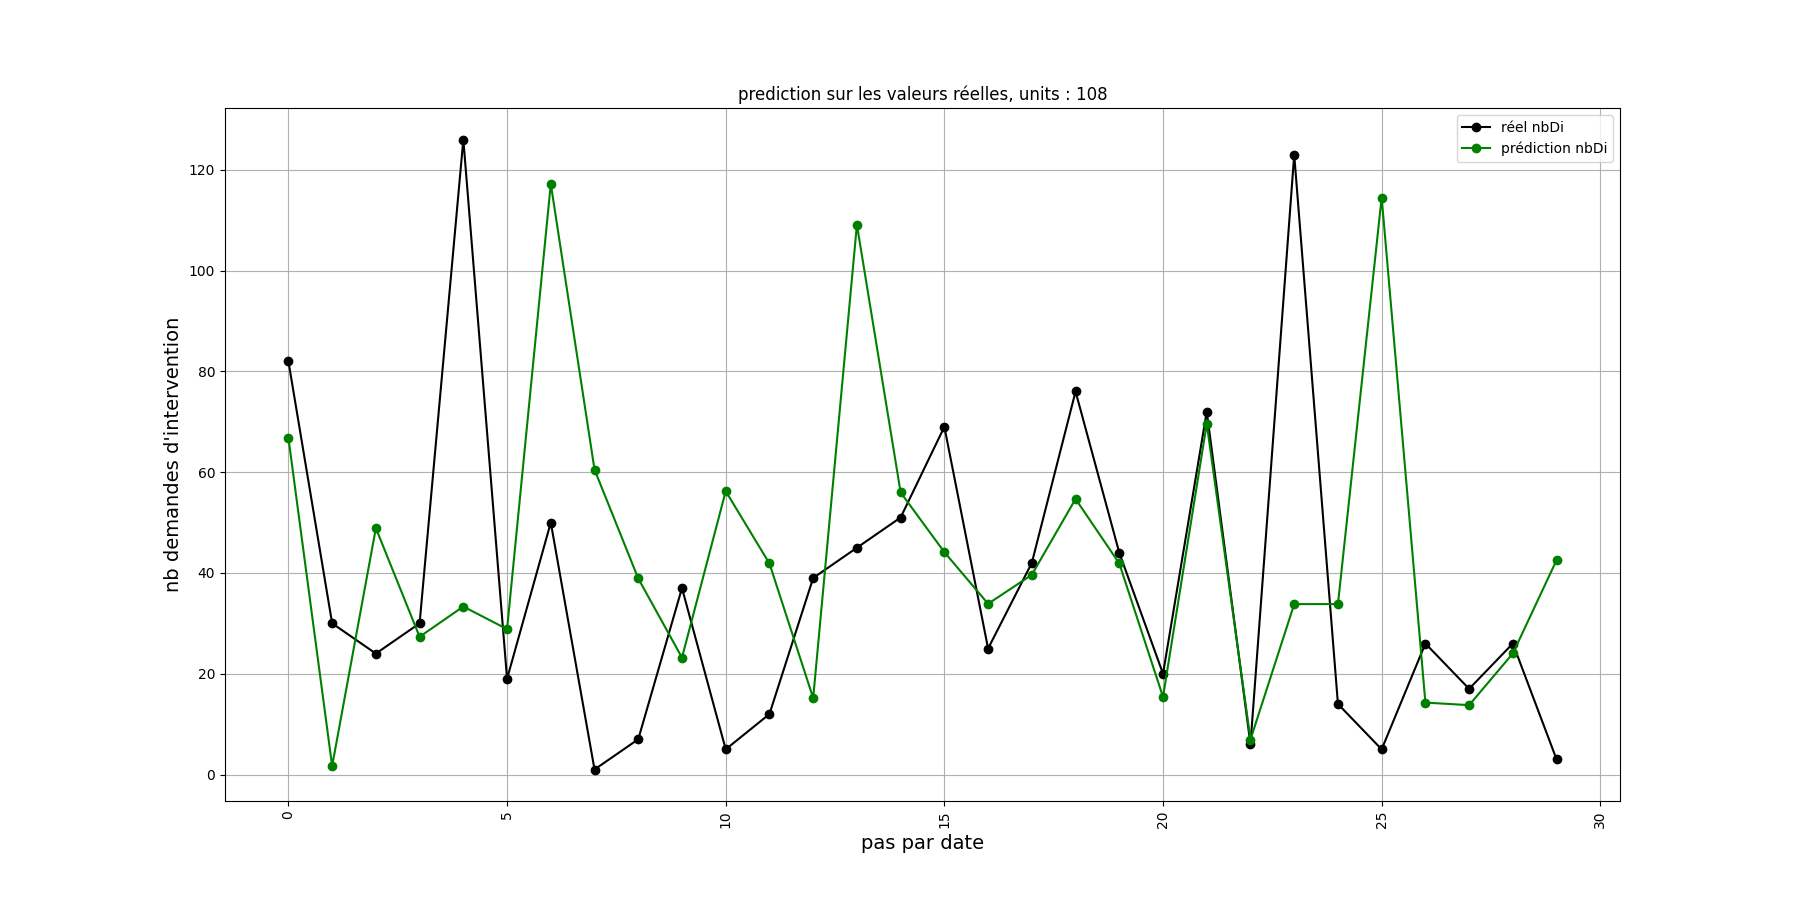 prediction sur les valeurs réelles, units : 108
réel nbDi
prédiction nbDi
nb demandes d'intervention
120
100
80
60
40
20
0
0
5
10
15
20
25
30
pas par date